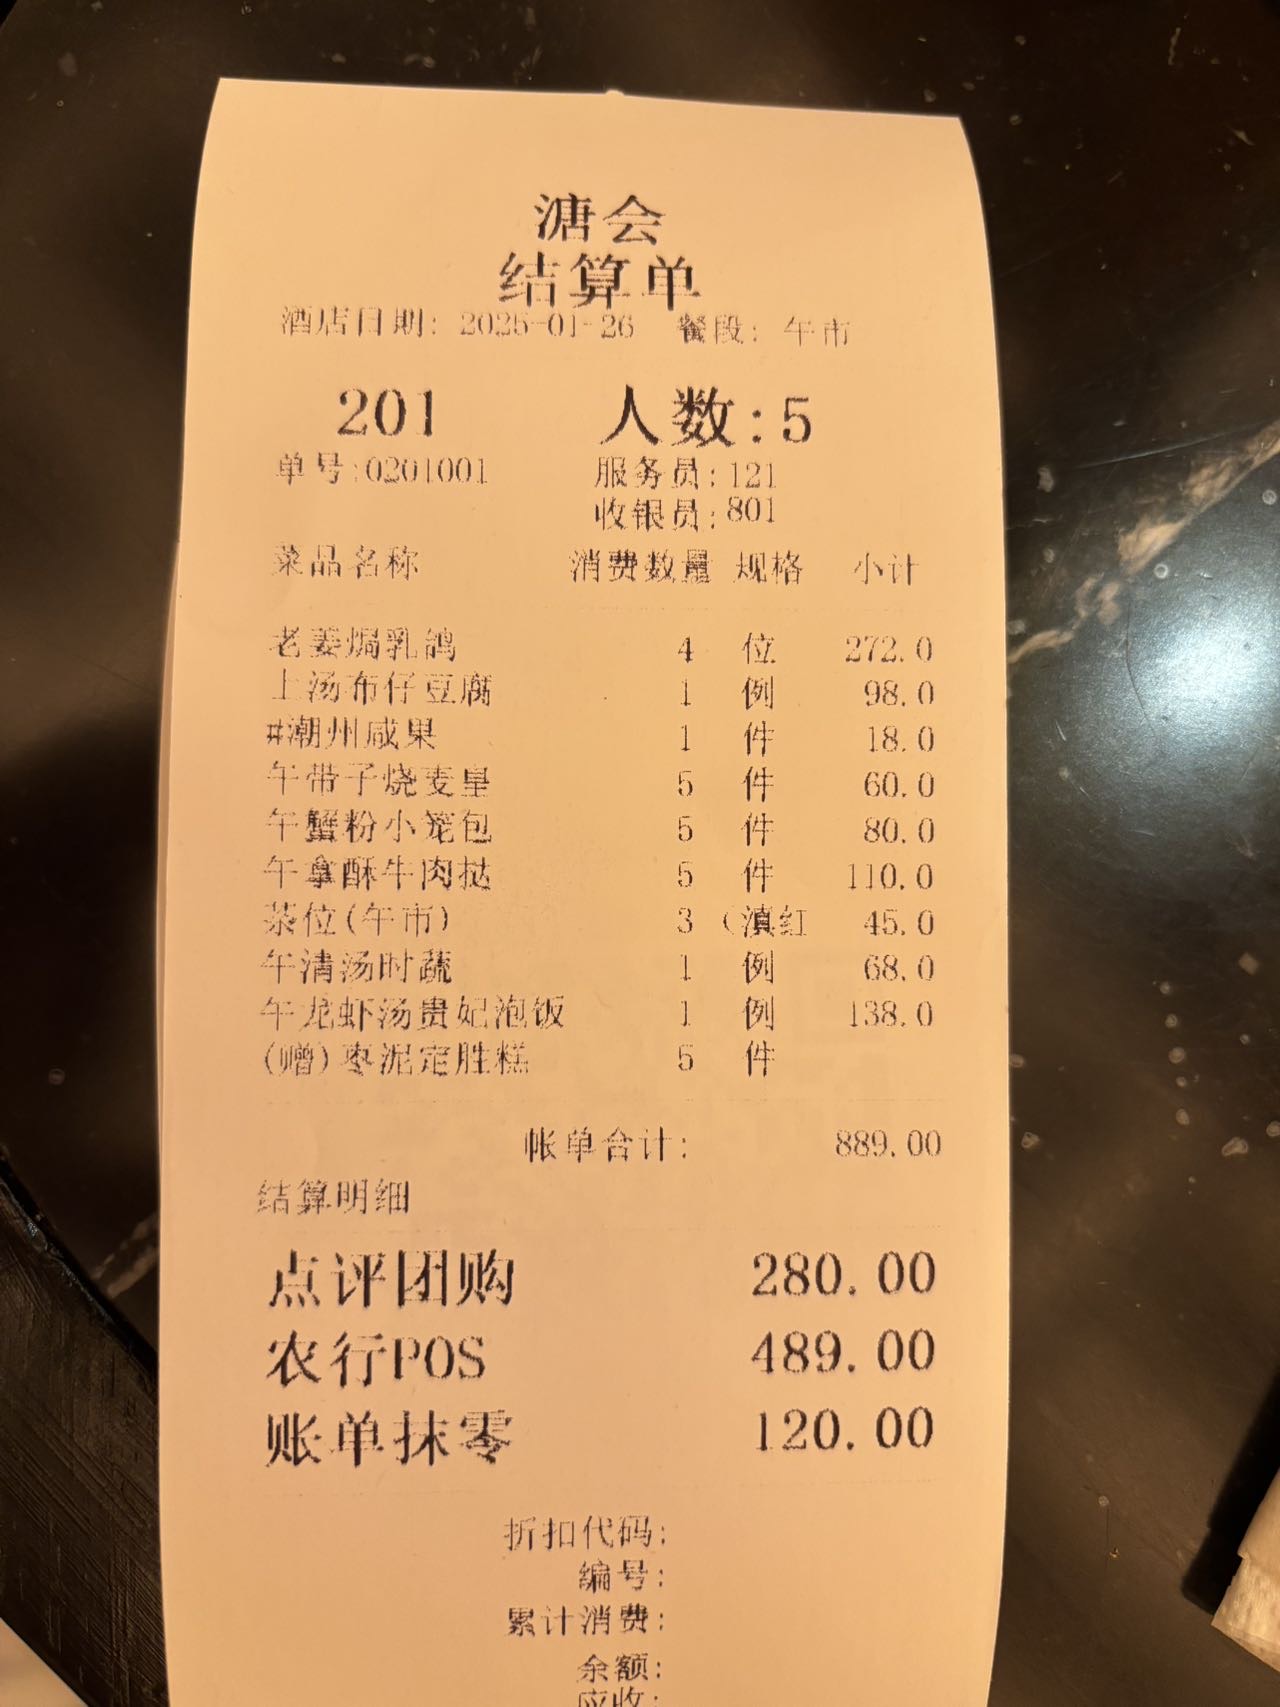 溏会
结算单
酒店日期: 2025-01-26 餐段: 午市
201 人数:5
单号:0201001 服务员:121
收银员:801
菜品名称 消费数量 规格 小计
老姜焗乳鸽 4 位 272.0
上汤布仔豆腐 1 例 98.0
#潮州咸果 1 件 18.0
午带子烧麦皇 5 件 60.0
午蟹粉小笼包 5 件 80.0
午拿酥牛肉挞 5 件 110.0
茶位(午市) 3 (滇红 45.0
午清汤时蔬 1 例 68.0
午龙虾汤贵妃泡饭 1 例 138.0
(赠)枣泥定胜糕 5 件
帐单合计: 889.00
结算明细
点评团购 280.00
农行POS 489.00
账单抹零 120.00
折扣代码:
编号:
累计消费:
余额:
应收: